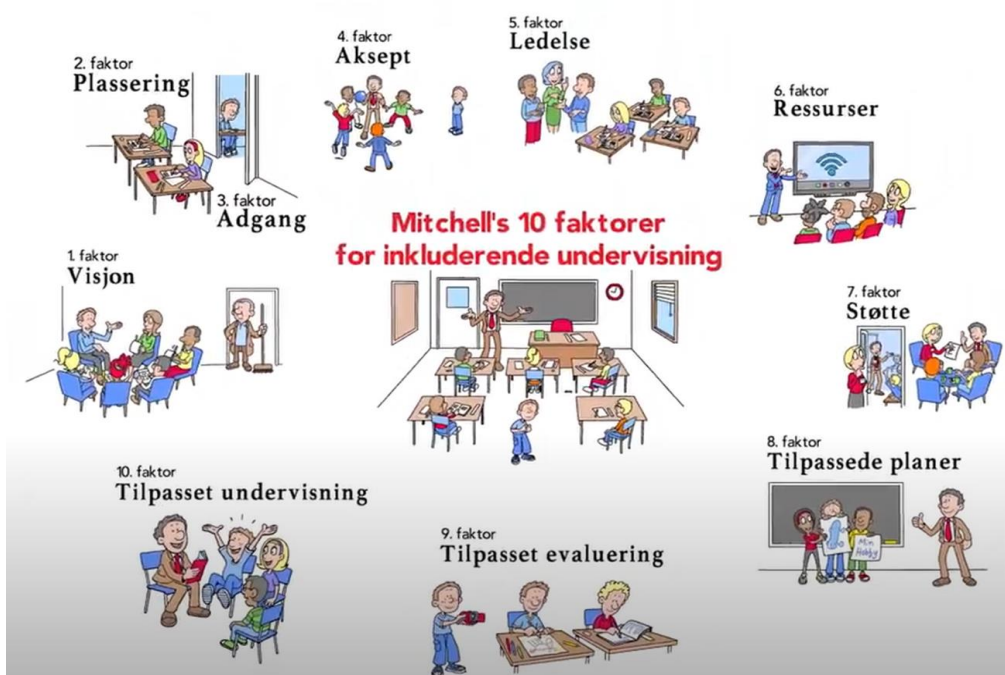 Mitchell's 10 faktorer
for inkluderende undervisning
1. faktor
Visjon
2. faktor
Plassering
3. faktor
Adgang
4. faktor
Aksept
5. faktor
Ledelse
6. faktor
Ressurser
7. faktor
Støtte
8. faktor
Tilpassede planer
Min
Hobby
9. faktor
Tilpasset evaluering
10. faktor
Tilpasset undervisning